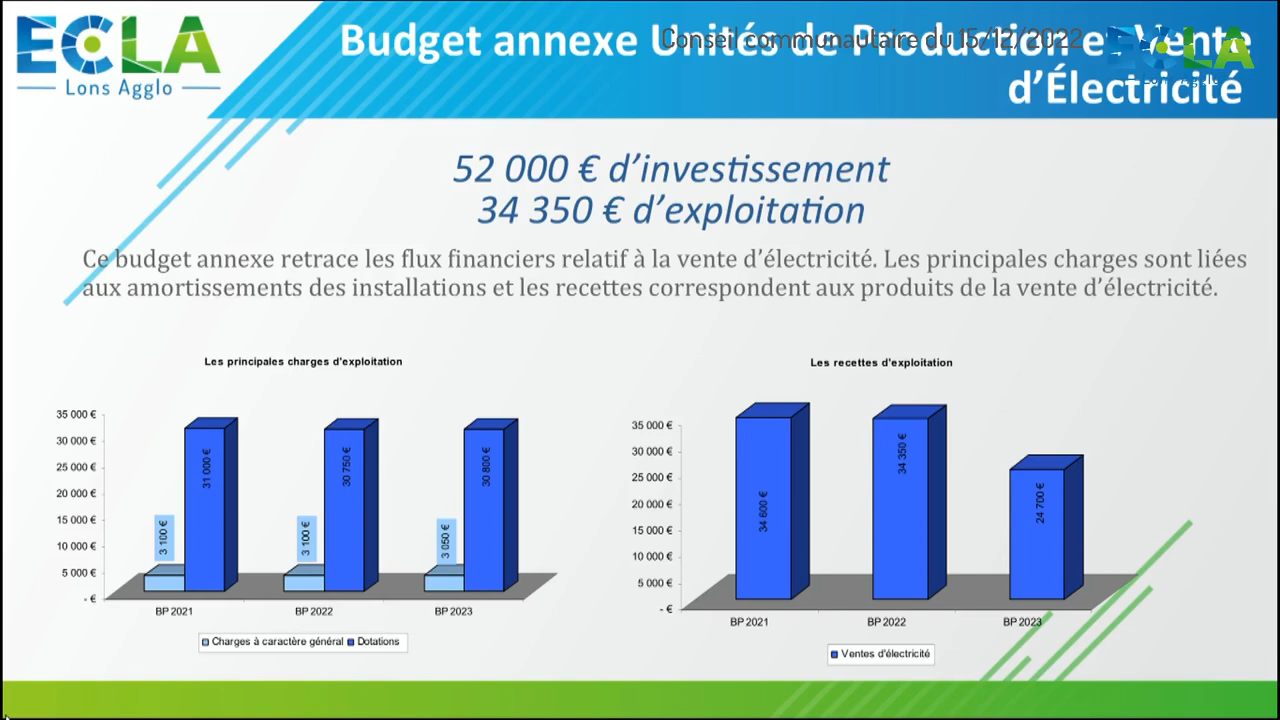 ECLA
Lons Agglo
Budget annexe Unités de Production et Vente
d'Électricité
Conseil communautaire du 15/12/2022
ECLA
Lons Agglo
52 000 € d'investissement
34 350 € d'exploitation
Ce budget annexe retrace les flux financiers relatif à la vente d'électricité. Les principales charges sont liées
aux amortissements des installations et les recettes correspondent aux produits de la vente d'électricité.
Les principales charges d'exploitation
35 000 €
30 000 €
25 000 €
20 000 €
15 000 €
10 000 €
5 000 €
- €
3 100 €
31 000 €
3 100 €
30 750 €
3 050 €
30 800 €
BP 2021
BP 2022
BP 2023
Charges à caractère général Dotations
Les recettes d'exploitation
35 000 €
30 000 €
25 000 €
20 000 €
15 000 €
10 000 €
5 000 €
- €
34 600 €
34 350 €
24 700 €
BP 2021
BP 2022
BP 2023
Ventes d'électricité